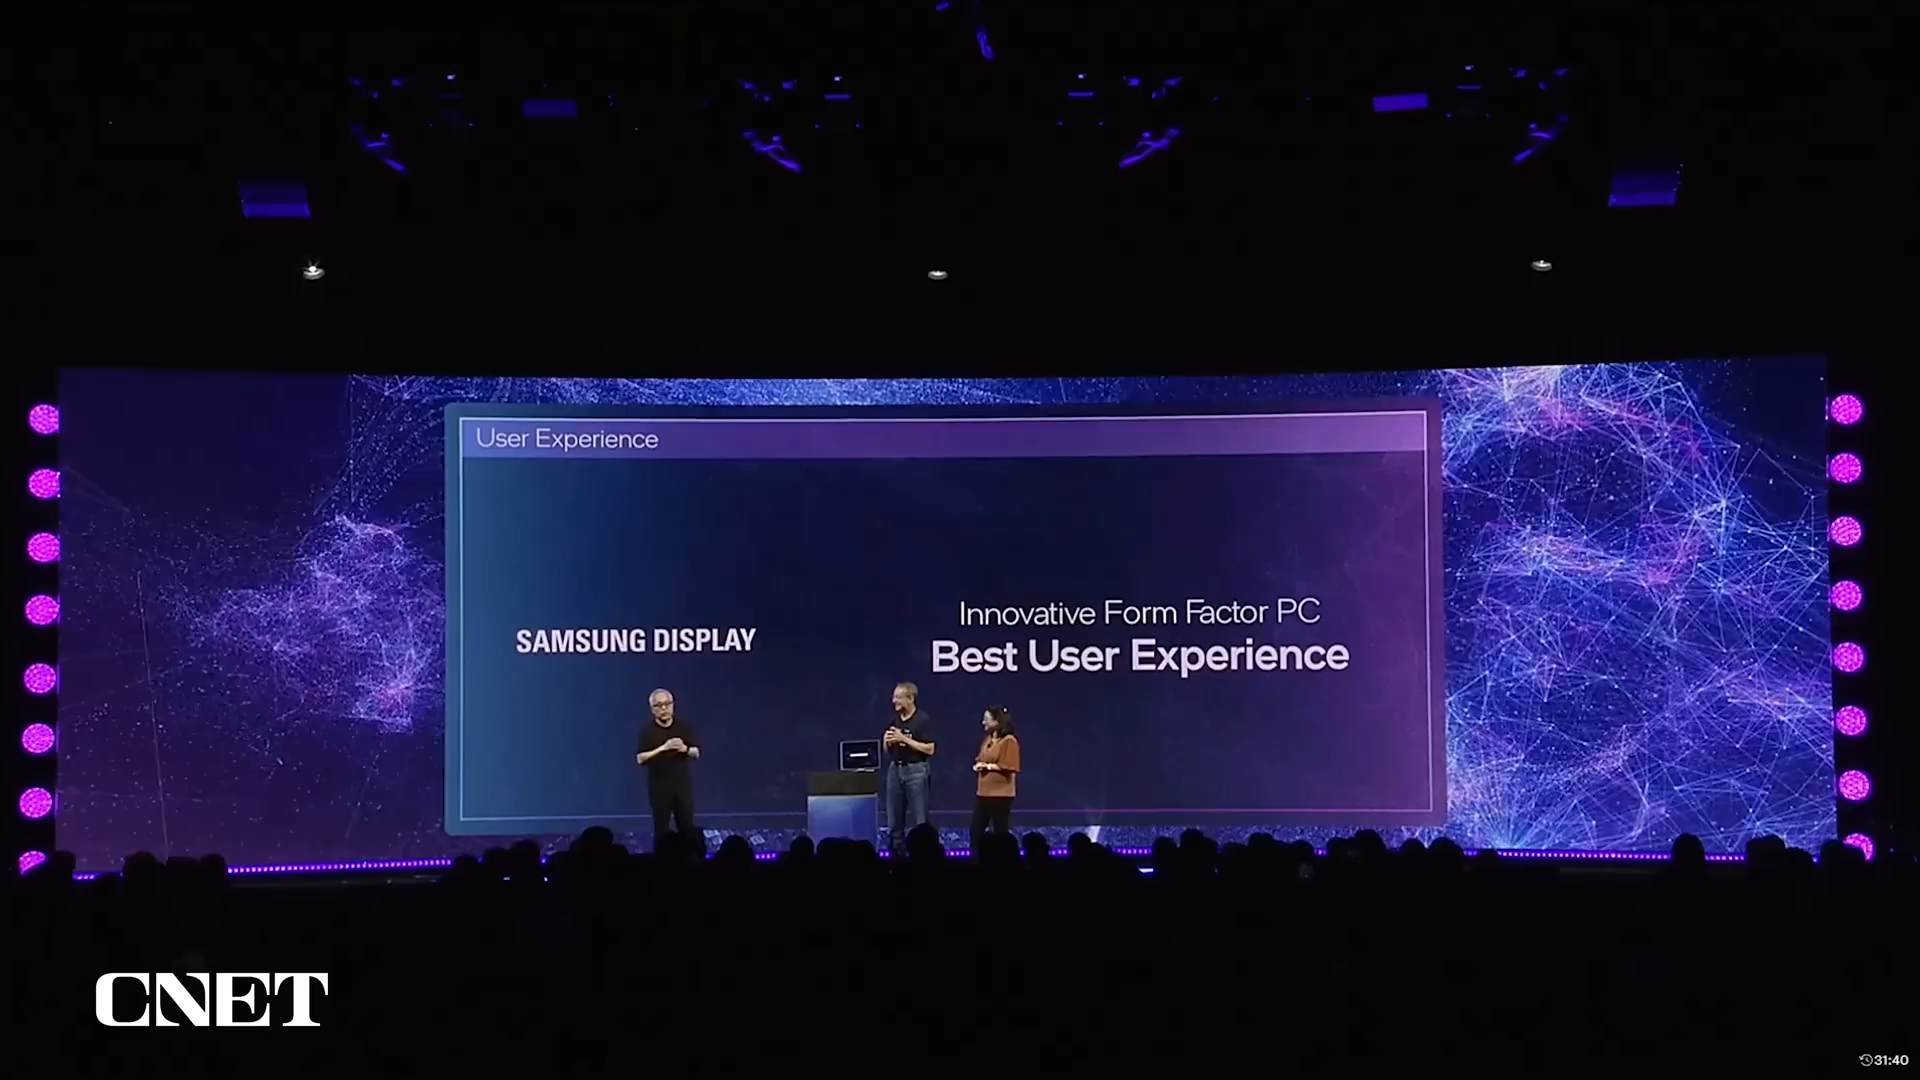 User Experience
SAMSUNG DISPLAY
Innovative Form Factor PC
Best User Experience
CNET
31:40